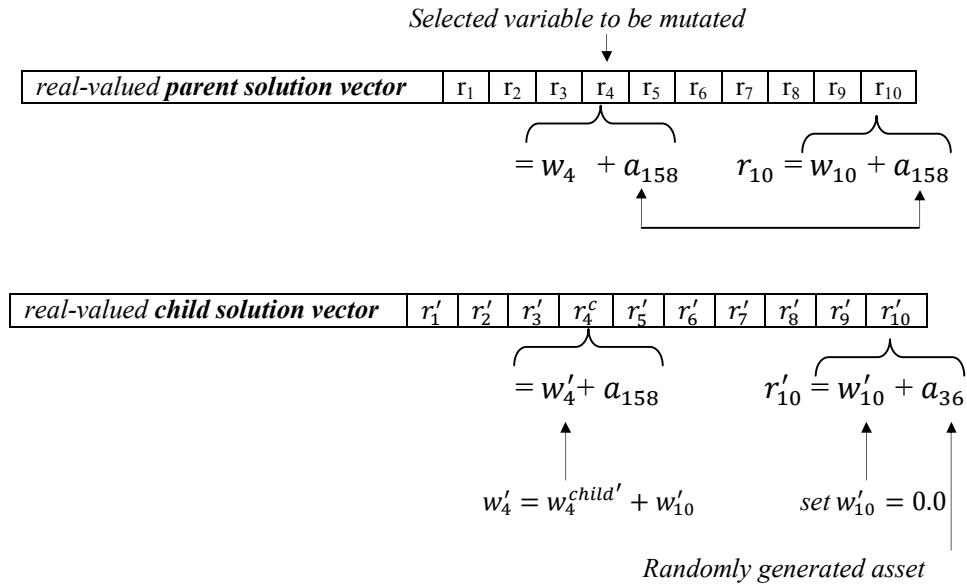 Selected variable to be mutated
real-valued parent solution vector r₁ r₂ r₃ r₄ r₅ r₆ r₇ r₈ r₉ r₁₀
= w₄ + a₁₅₈ r₁₀ = w₁₀ + a₁₅₈
real-valued child solution vector r′₁ r′₂ r′₃ r₄ᶜ r′₅ r′₆ r′₇ r′₈ r′₉ r′₁₀
= w′₄ + a₁₅₈ r′₁₀ = w′₁₀ + a₃₆
w′₄ = w₄^child′ + w′₁₀ set w′₁₀ = 0.0
Randomly generated asset